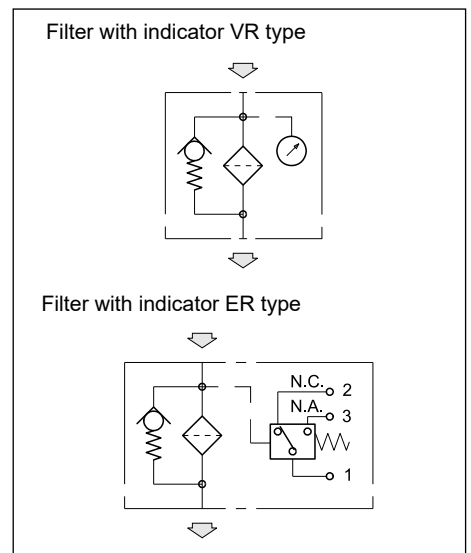 Filter with indicator VR type
Filter with indicator ER type
N.C. 2
N.A. 3
1